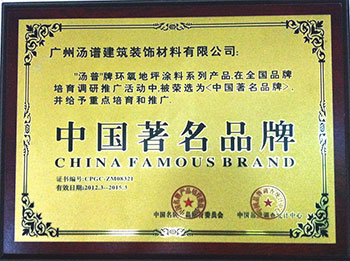 广州汤谱建筑装饰材料有限公司:
"汤普"牌环氧地坪涂料系列产品,在全国品牌
培育调研推广活动中,被荣选为<中国著名品牌>,
并给予重点培育和推广.
中国著名品牌
CHINA FAMOUS BRAND
证书编号:CPGC-ZM08321
有效日期:2012.3--2015.3